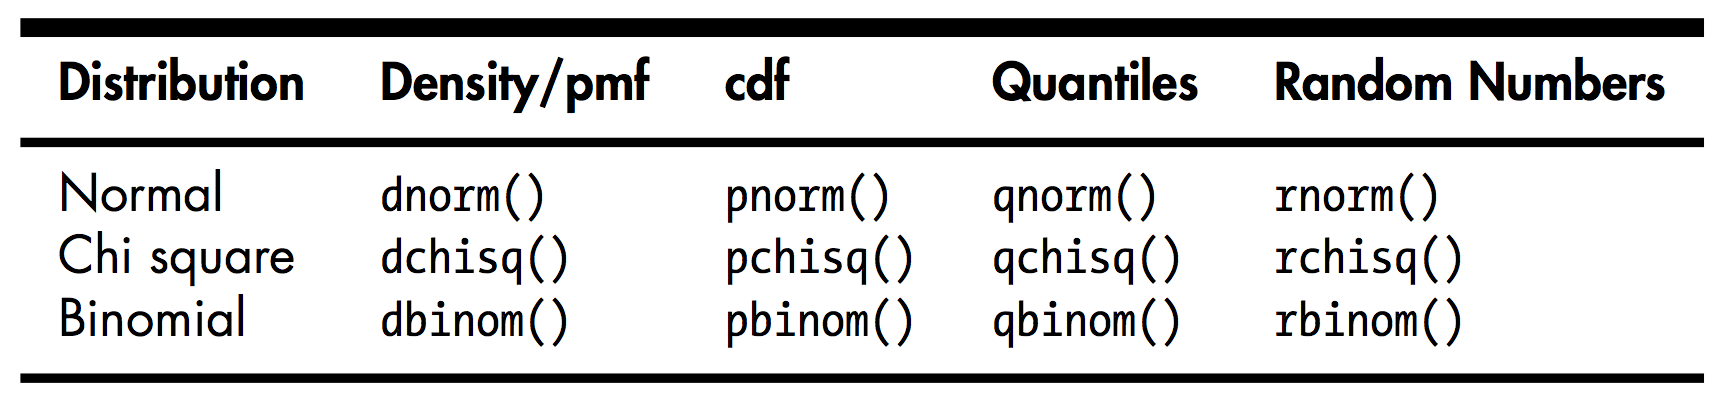 Distribution Density/pmf cdf Quantiles Random Numbers
Normal dnorm() pnorm() qnorm() rnorm()
Chi square dchisq() pchisq() qchisq() rchisq()
Binomial dbinom() pbinom() qbinom() rbinom()